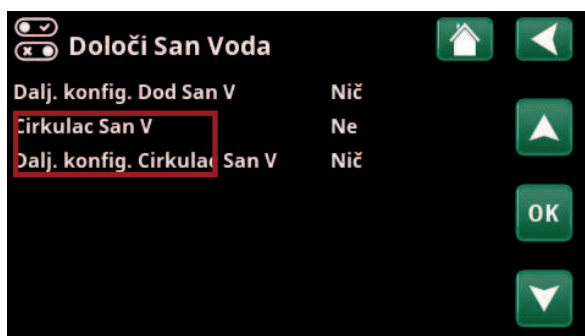 Določi San Voda
Dalj. konfig. Dod San V Nič
Cirkulac San V Ne
Dalj. konfig. Cirkulac San V Nič
OK